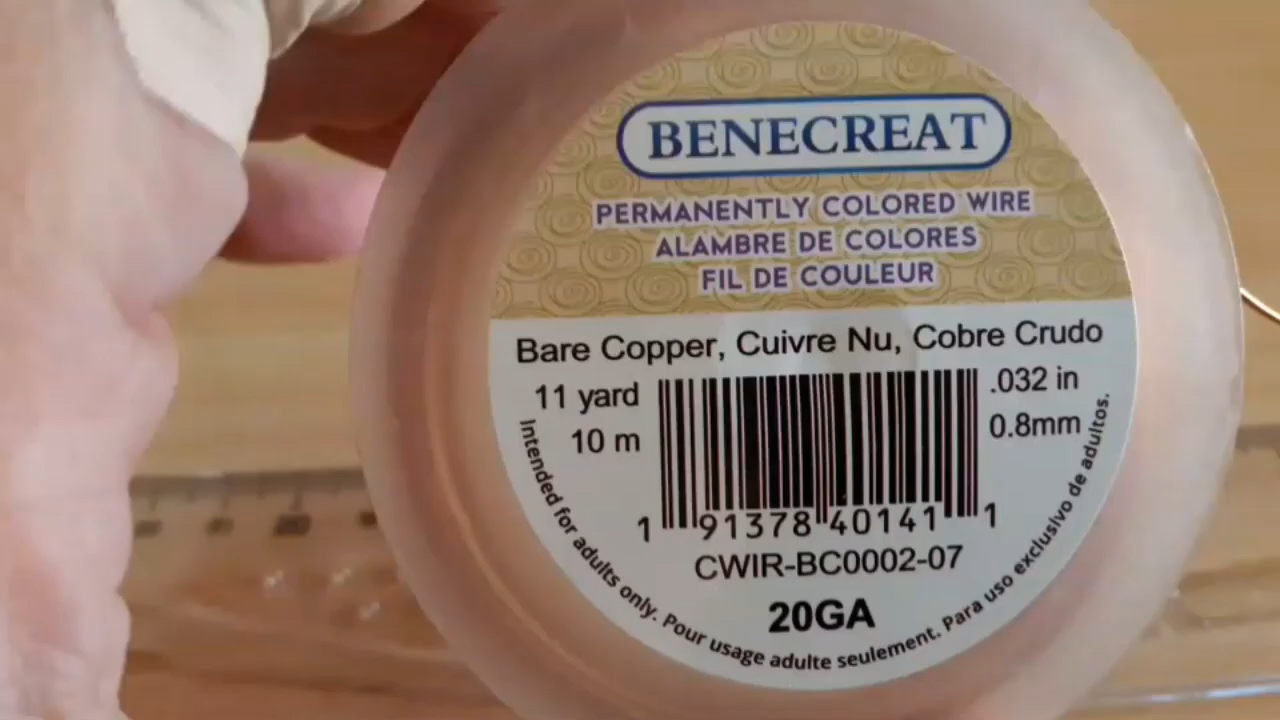 BENECREAT
PERMANENTLY COLORED WIRE
ALAMBRE DE COLORES
FIL DE COULEUR
Bare Copper, Cuivre Nu, Cobre Crudo
11 yard
10 m
.032 in
0.8mm
1 91378 40141 1
CWIR-BC0002-07
20GA
Intended for adults only. Pour usage adulte seulement. Para uso exclusivo de adultos.